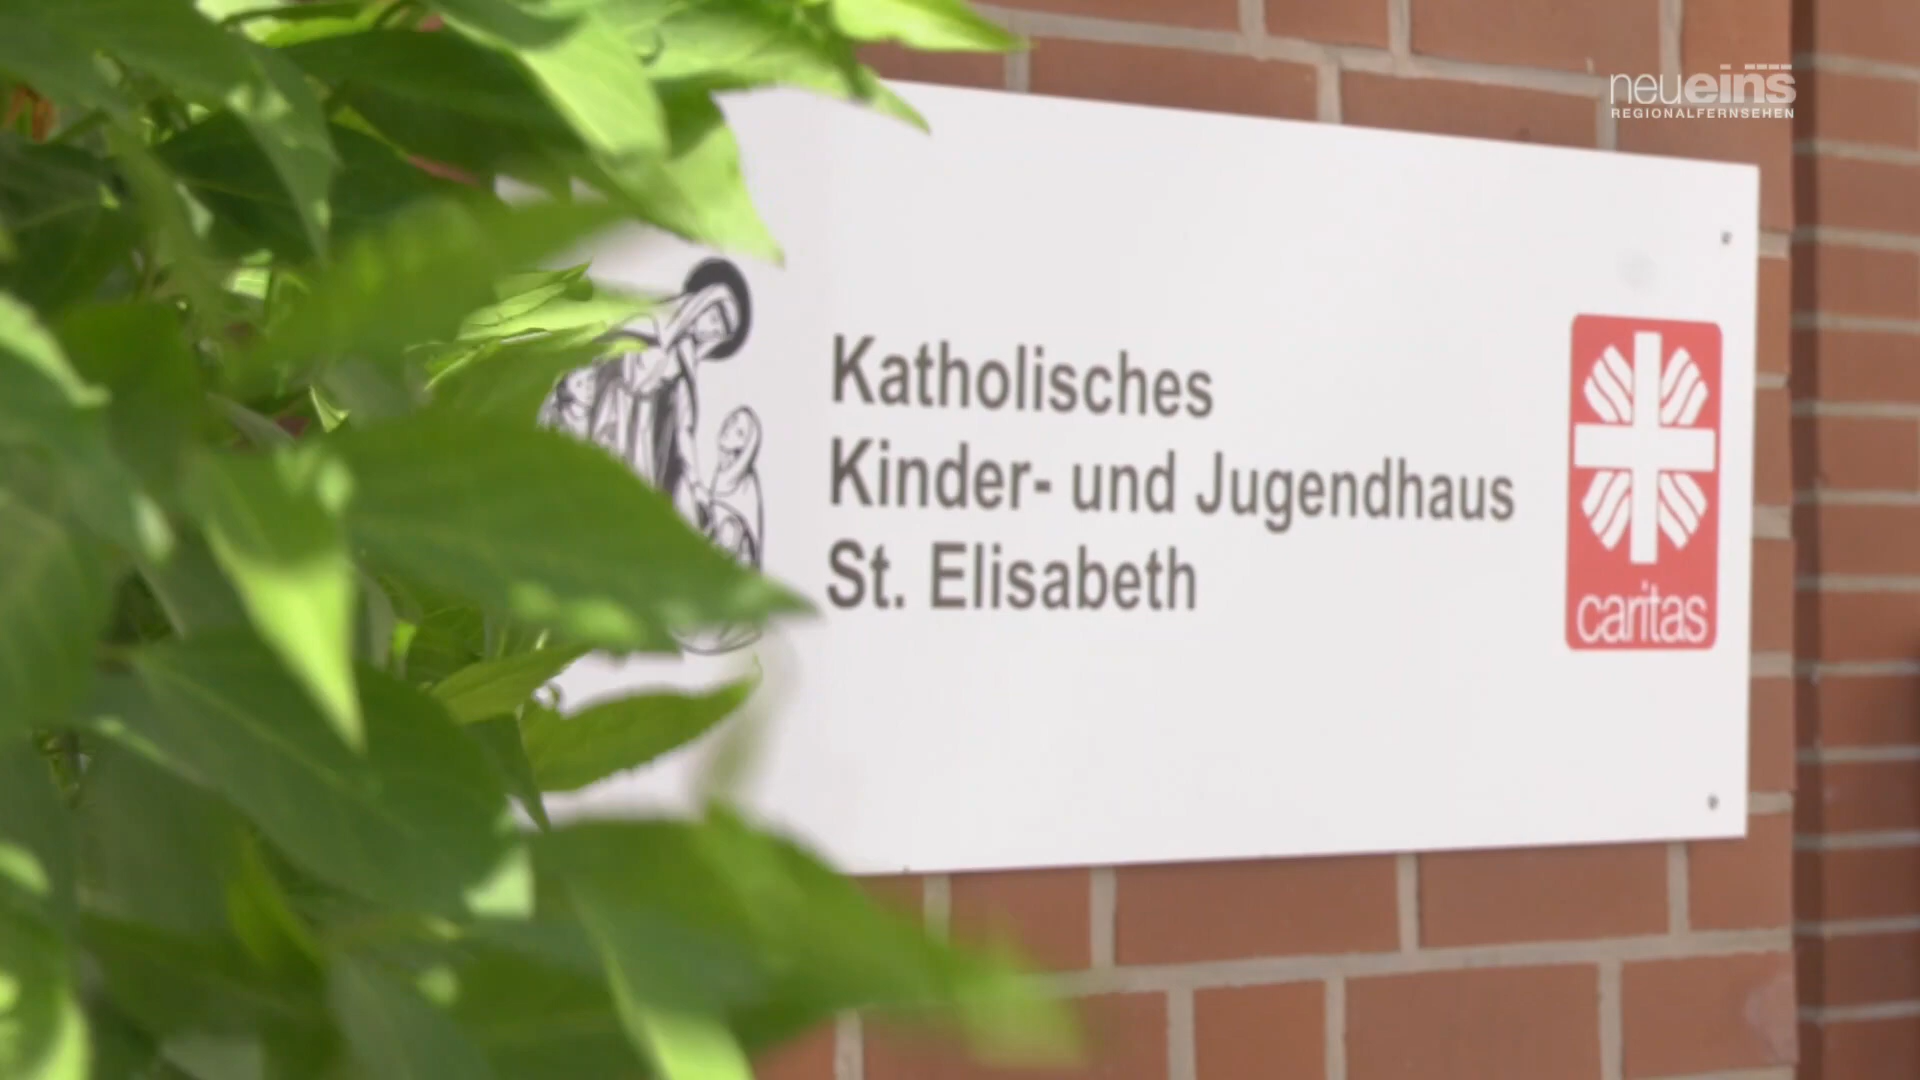 neueins
REGIONALFERNSEHEN
Katholisches
Kinder- und Jugendhaus
St. Elisabeth
caritas